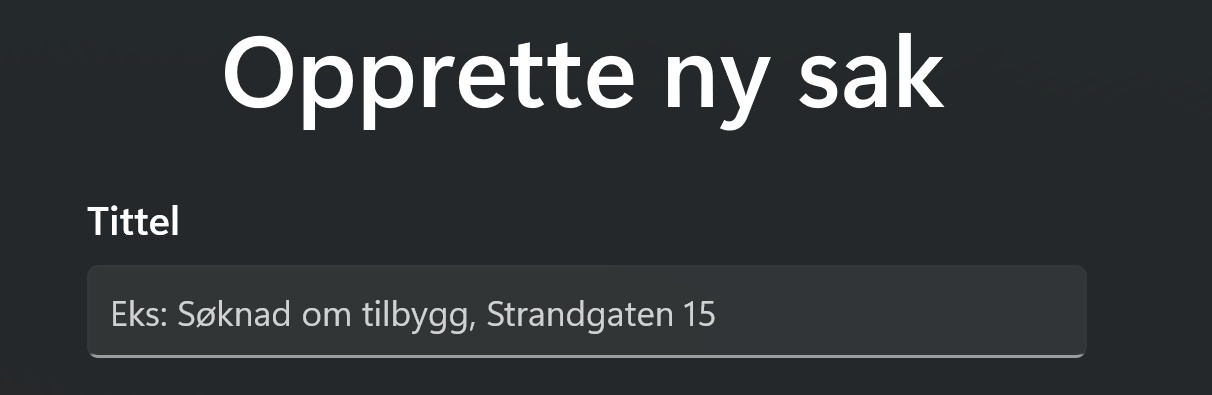 Opprette ny sak
Tittel
Eks: Søknad om tilbygg, Strandgaten 15